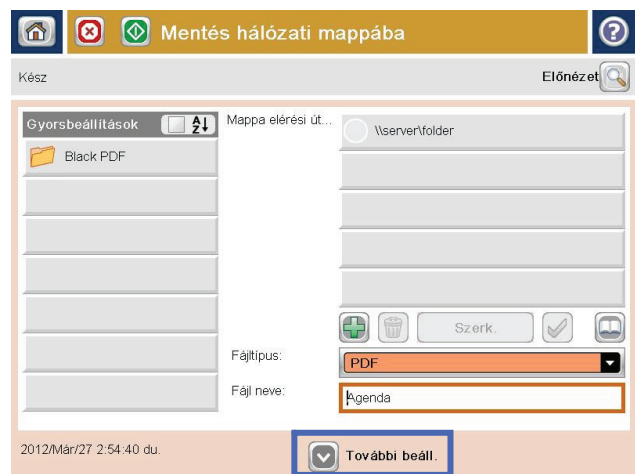 Mentés hálózati mappába
Kész
Előnézet
Gyorsbeállítások
Mappa elérési út...
\\server\folder
Black PDF
Szerk.
Fájltípus:
PDF
Fájl neve:
Agenda
2012/Már/27 2:54:40 du.
További beáll.